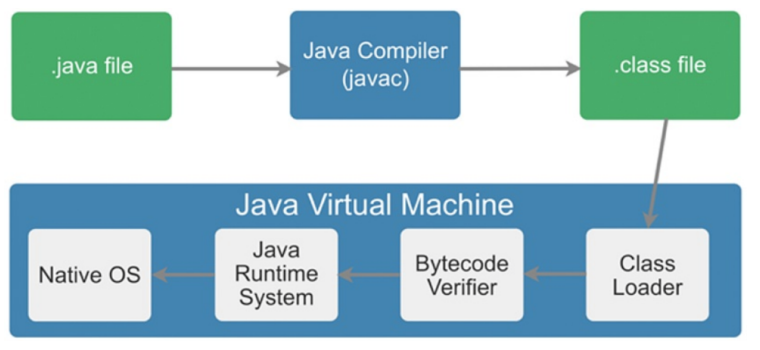 .java file
Java Compiler
(javac)
.class file
Java Virtual Machine
Native OS
Java
Runtime
System
Bytecode
Verifier
Class
Loader